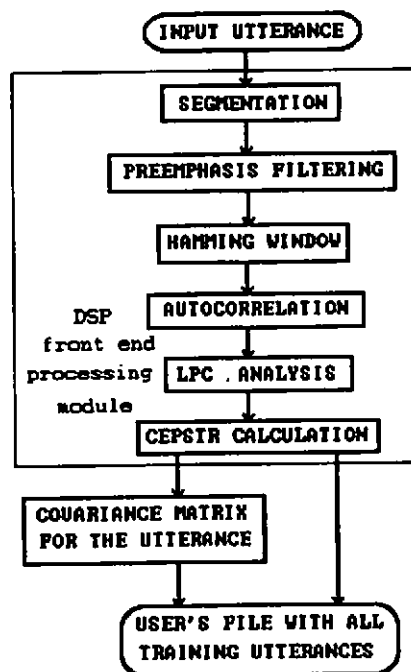 INPUT UTTERANCE
SEGMENTATION
PREEMPHASIS FILTERING
HAMMING WINDOW
AUTOCORRELATION
DSP
front end
processing
module
LPC . ANALYSIS
CEPSTR CALCULATION
COVARIANCE MATRIX
FOR THE UTTERANCE
USER'S PILE WITH ALL
TRAINING UTTERANCES